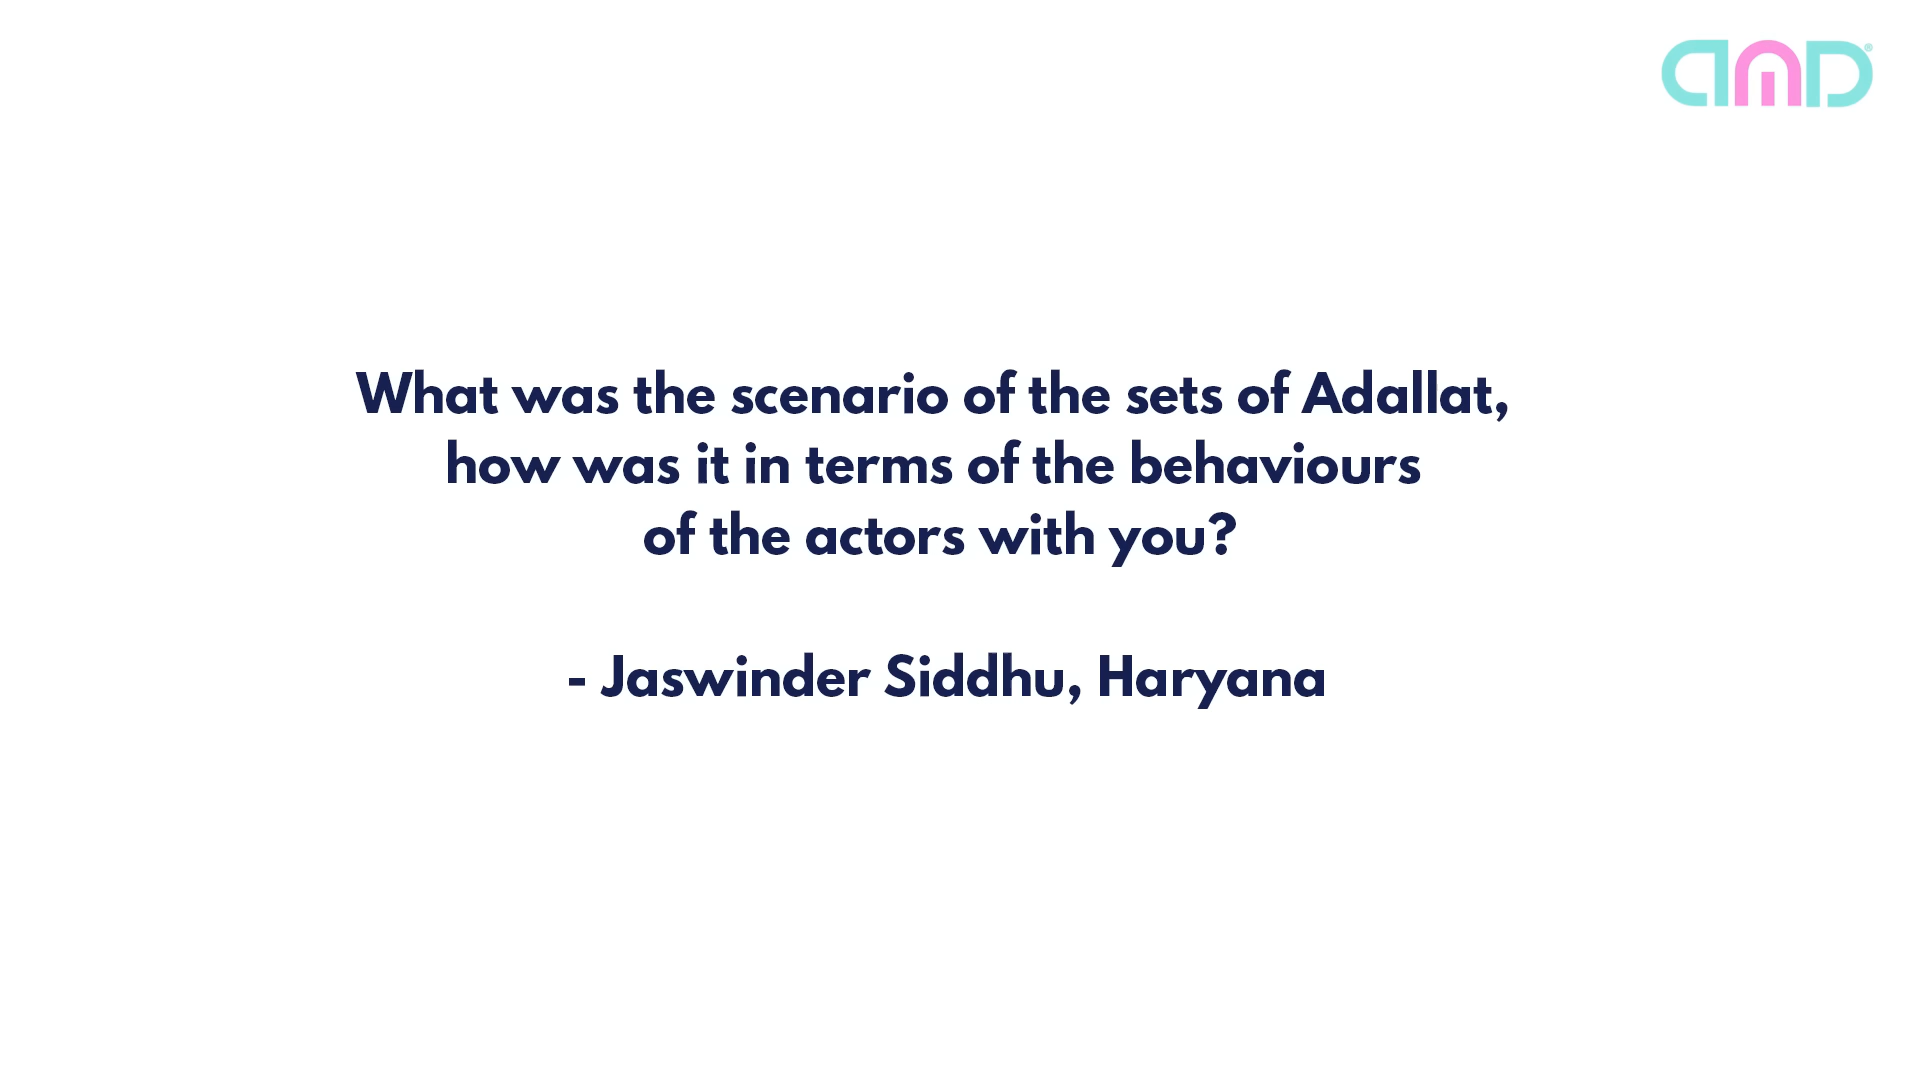 AMD®
What was the scenario of the sets of Adallat,
how was it in terms of the behaviours
of the actors with you?
- Jaswinder Siddhu, Haryana